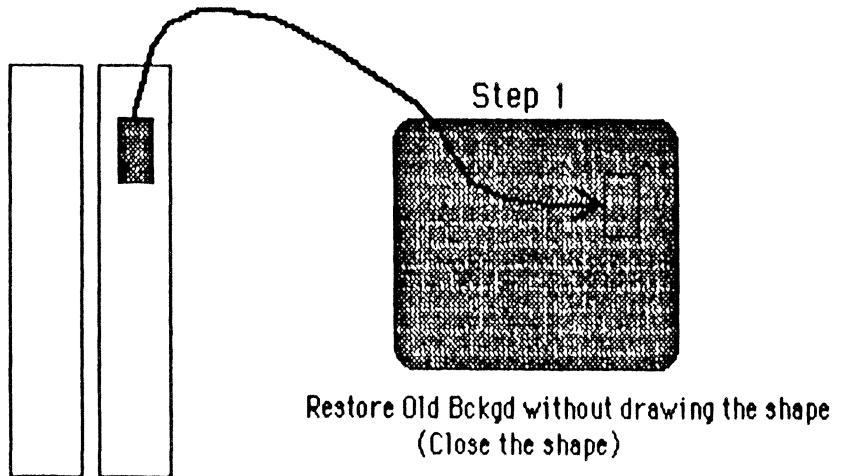 Step 1
Restore Old Bckgd without drawing the shape
(Close the shape)